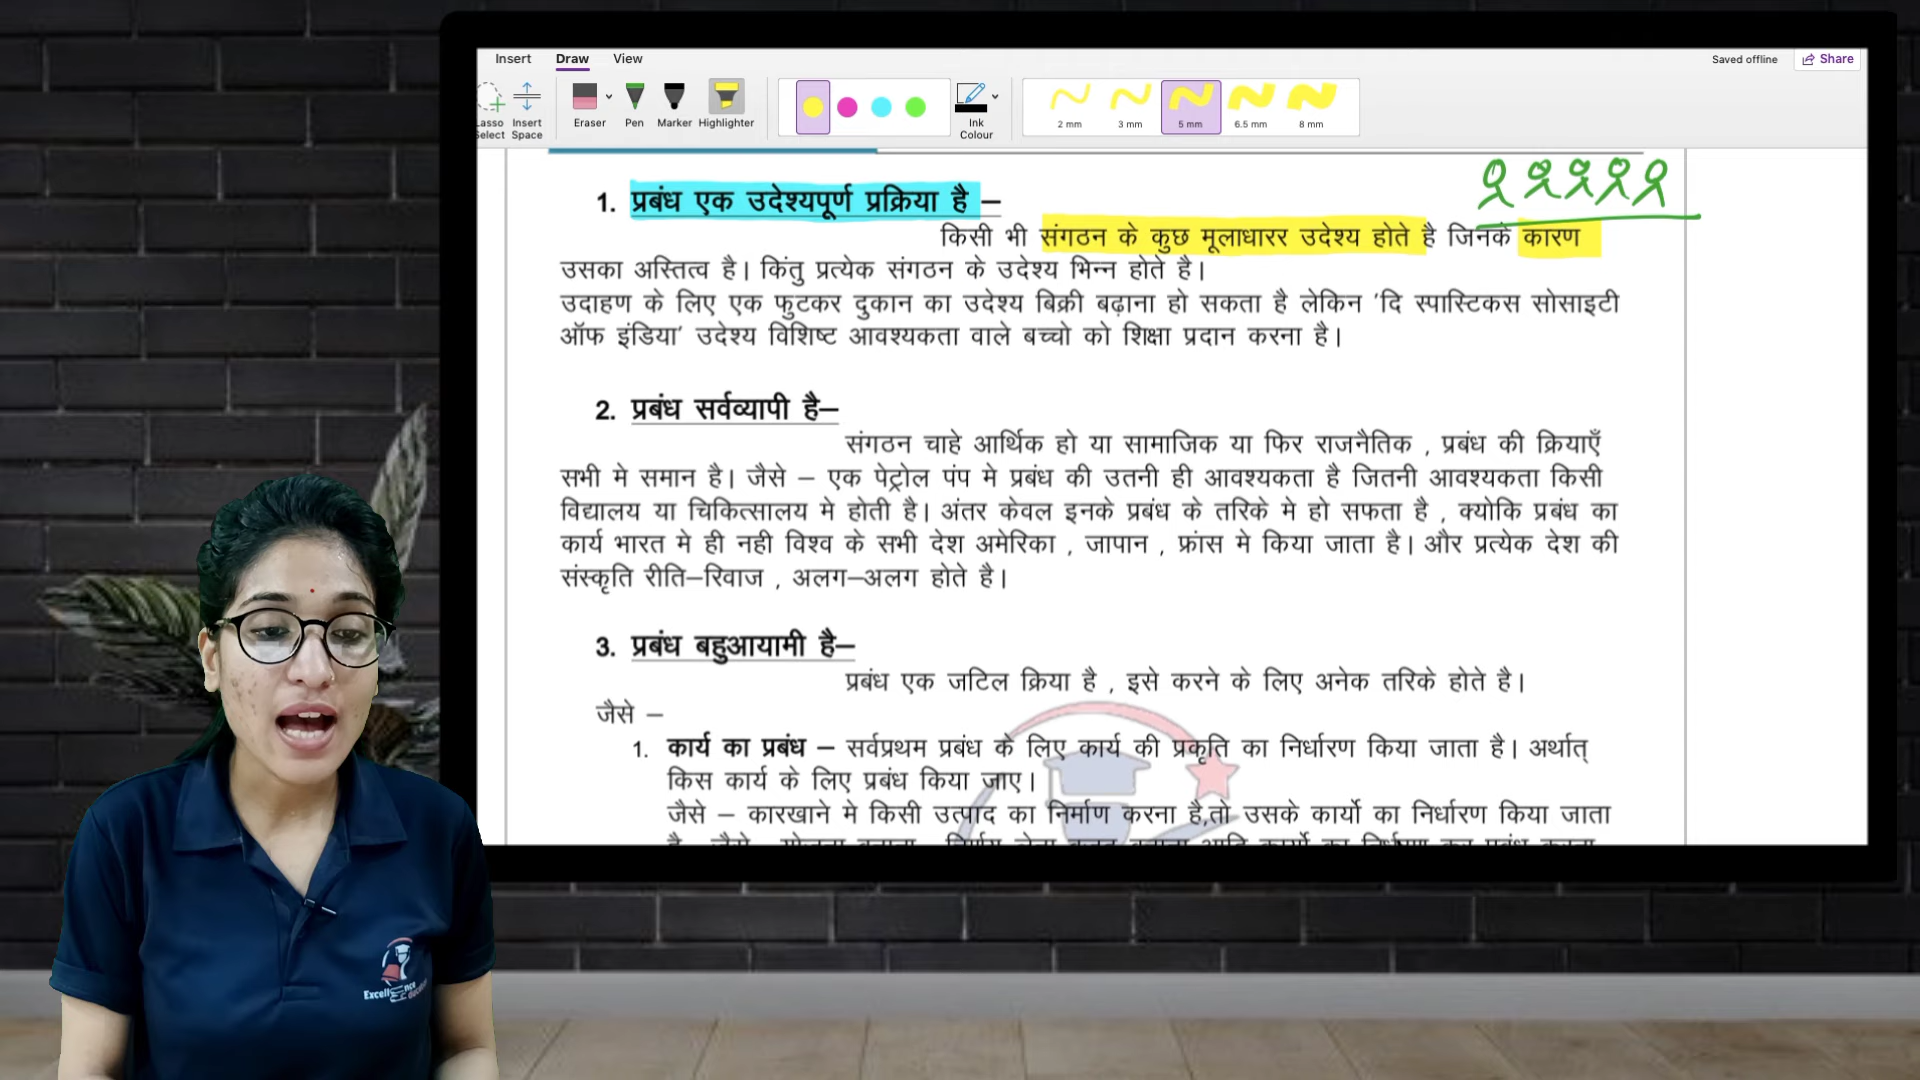 Insert Draw View Saved offline Share
Lasso Select Insert Space Eraser Pen Marker Highlighter Ink Colour 2 mm 3 mm 5 mm 6.5 mm 8 mm
1. प्रबंध एक उदेश्यपूर्ण प्रक्रिया है –
किसी भी संगठन के कुछ मूलाधारर उदेश्य होते है जिनके कारण
उसका अस्तित्व है। किंतु प्रत्येक संगठन के उदेश्य भिन्न होते है।
उदाहण के लिए एक फुटकर दुकान का उदेश्य बिक्री बढ़ाना हो सकता है लेकिन 'दि स्पास्टिकस सोसाइटी
ऑफ इंडिया' उदेश्य विशिष्ट आवश्यकता वाले बच्चो को शिक्षा प्रदान करना है।
2. प्रबंध सर्वव्यापी है–
संगठन चाहे आर्थिक हो या सामाजिक या फिर राजनैतिक , प्रबंध की क्रियाएँ
सभी मे समान है। जैसे – एक पेट्रोल पंप मे प्रबंध की उतनी ही आवश्यकता है जितनी आवश्यकता किसी
विद्यालय या चिकित्सालय मे होती है। अंतर केवल इनके प्रबंध के तरिके मे हो सफता है , क्योकि प्रबंध का
कार्य भारत मे ही नही विश्व के सभी देश अमेरिका , जापान , फ्रांस मे किया जाता है। और प्रत्येक देश की
संस्कृति रीति–रिवाज , अलग–अलग होते है।
3. प्रबंध बहुआयामी है–
प्रबंध एक जटिल क्रिया है , इसे करने के लिए अनेक तरिके होते है।
जैसे –
1. कार्य का प्रबंध – सर्वप्रथम प्रबंध के लिए कार्य की प्रकृति का निर्धारण किया जाता है। अर्थात्
किस कार्य के लिए प्रबंध किया जाए।
जैसे – कारखाने मे किसी उत्पाद का निर्माण करना है,तो उसके कार्यो का निर्धारण किया जाता